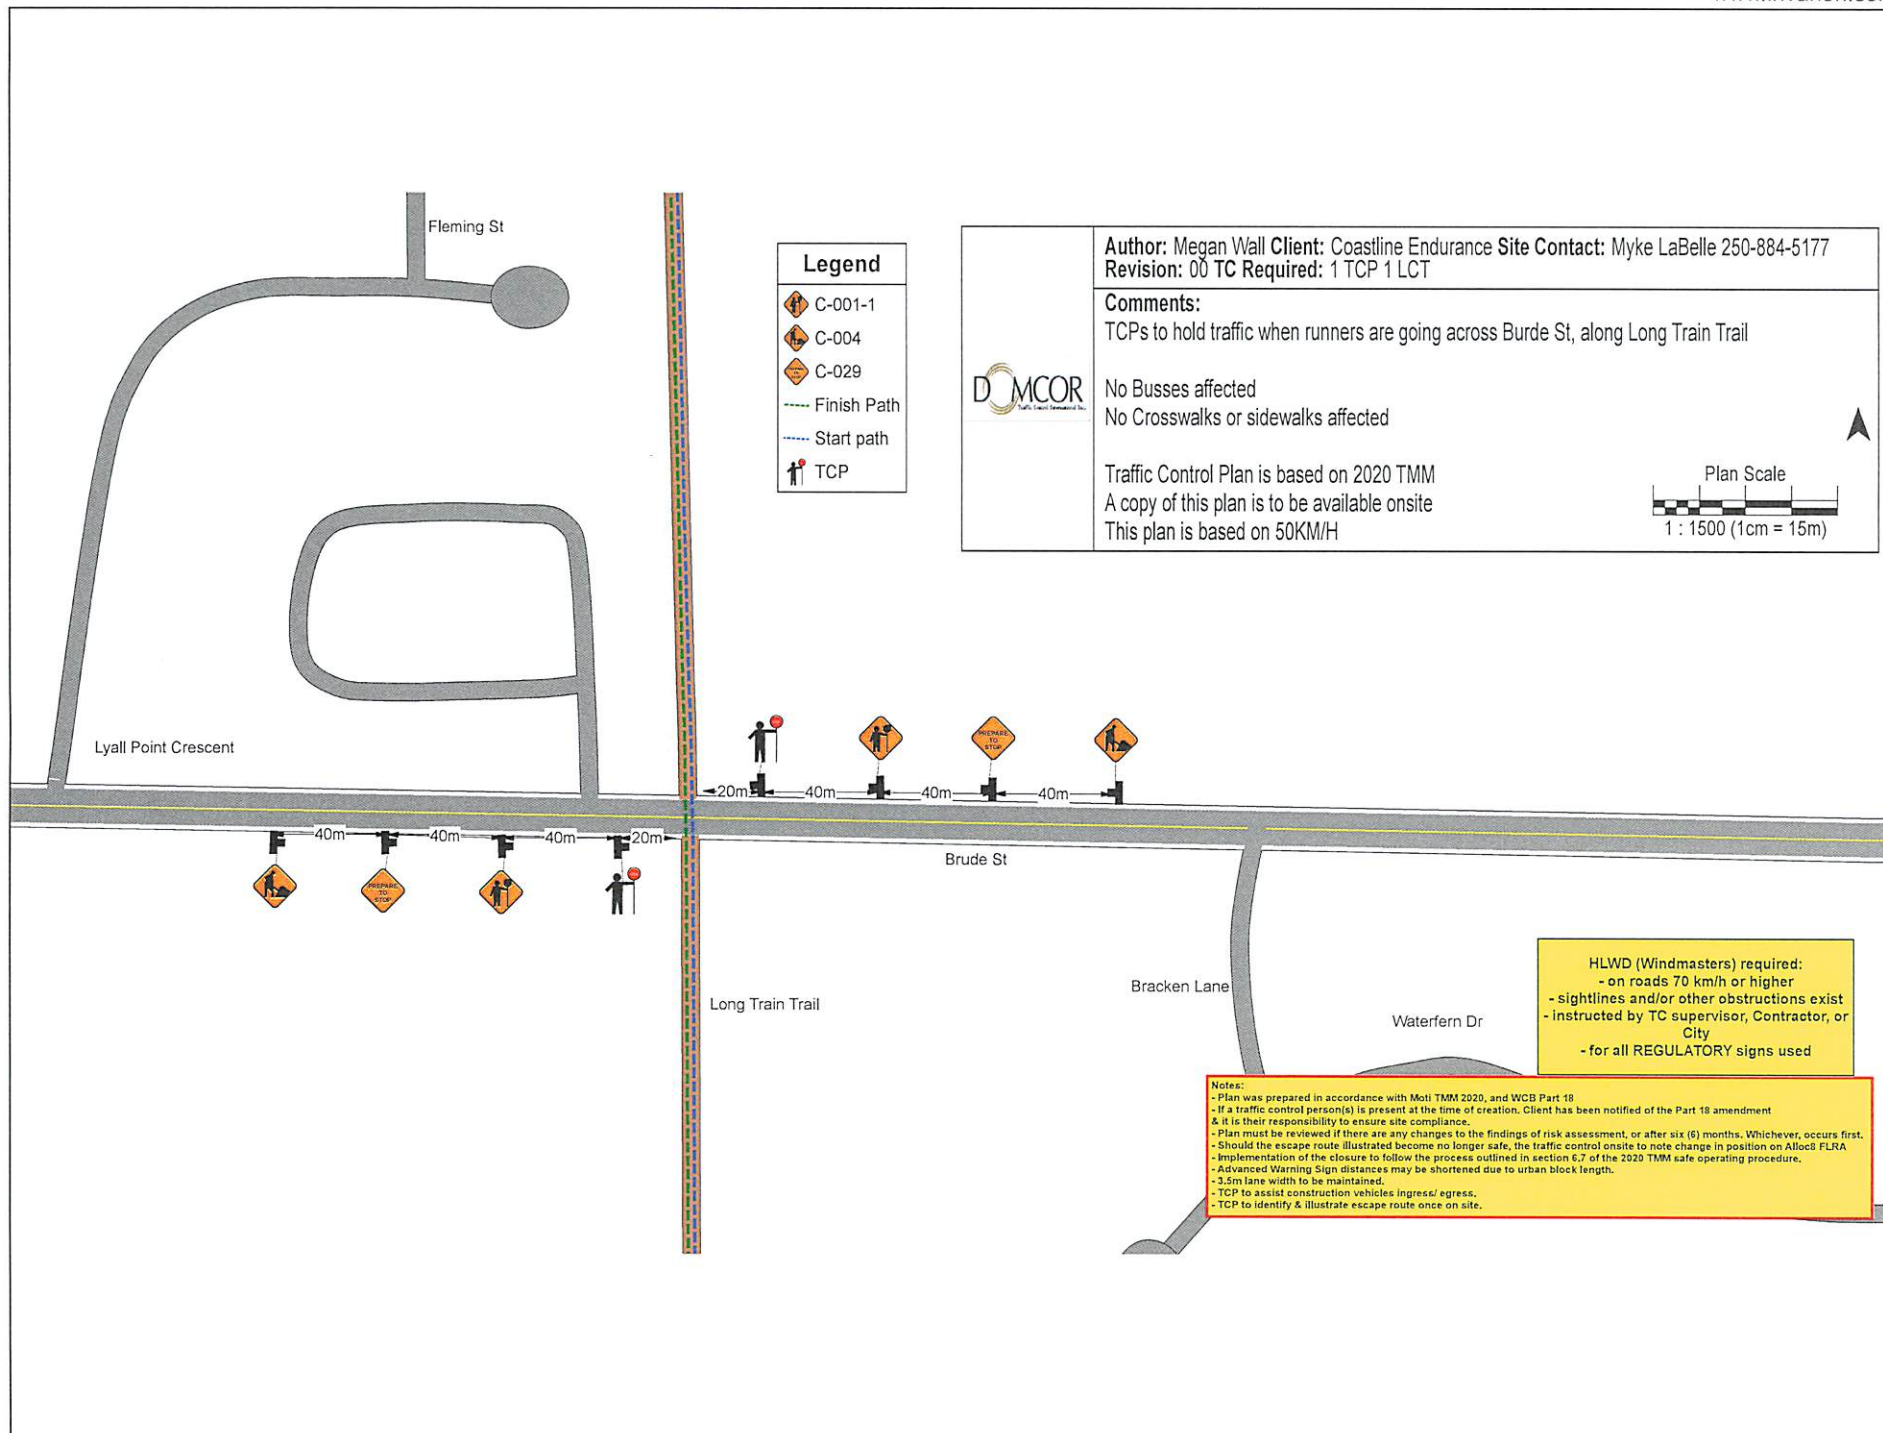 Fleming St
Legend
C-001-1
C-004
C-029
Finish Path
Start path
TCP
Author: Megan Wall Client: Coastline Endurance Site Contact: Myke LaBelle 250-884-5177
Revision: 00 TC Required: 1 TCP 1 LCT
Comments:
TCPs to hold traffic when runners are going across Burde St, along Long Train Trail
No Busses affected
No Crosswalks or sidewalks affected
Traffic Control Plan is based on 2020 TMM
A copy of this plan is to be available onsite
This plan is based on 50KM/H
DOMCOR
Plan Scale
1 : 1500 (1cm = 15m)
Lyall Point Crescent
PREPARE
TO
STOP
20m
40m
40m
40m
40m
40m
40m
20m
Brude St
PREPARE
TO
STOP
Long Train Trail
Bracken Lane
Waterfern Dr
HLWD (Windmasters) required:
- on roads 70 km/h or higher
- sightlines and/or other obstructions exist
- instructed by TC supervisor, Contractor, or
City
- for all REGULATORY signs used
Notes:
- Plan was prepared in accordance with Moti TMM 2020, and WCB Part 18
- If a traffic control person(s) is present at the time of creation. Client has been notified of the Part 18 amendment
& it is their responsibility to ensure site compliance.
- Plan must be reviewed if there are any changes to the findings of risk assessment, or after six (6) months. Whichever, occurs first.
- Should the escape route illustrated become no longer safe, the traffic control onsite to note change in position on Alloc8 FLRA
- Implementation of the closure to follow the process outlined in section 6.7 of the 2020 TMM safe operating procedure.
- Advanced Warning Sign distances may be shortened due to urban block length.
- 3.5m lane width to be maintained.
- TCP to assist construction vehicles ingress/ egress.
- TCP to identify & illustrate escape route once on site.